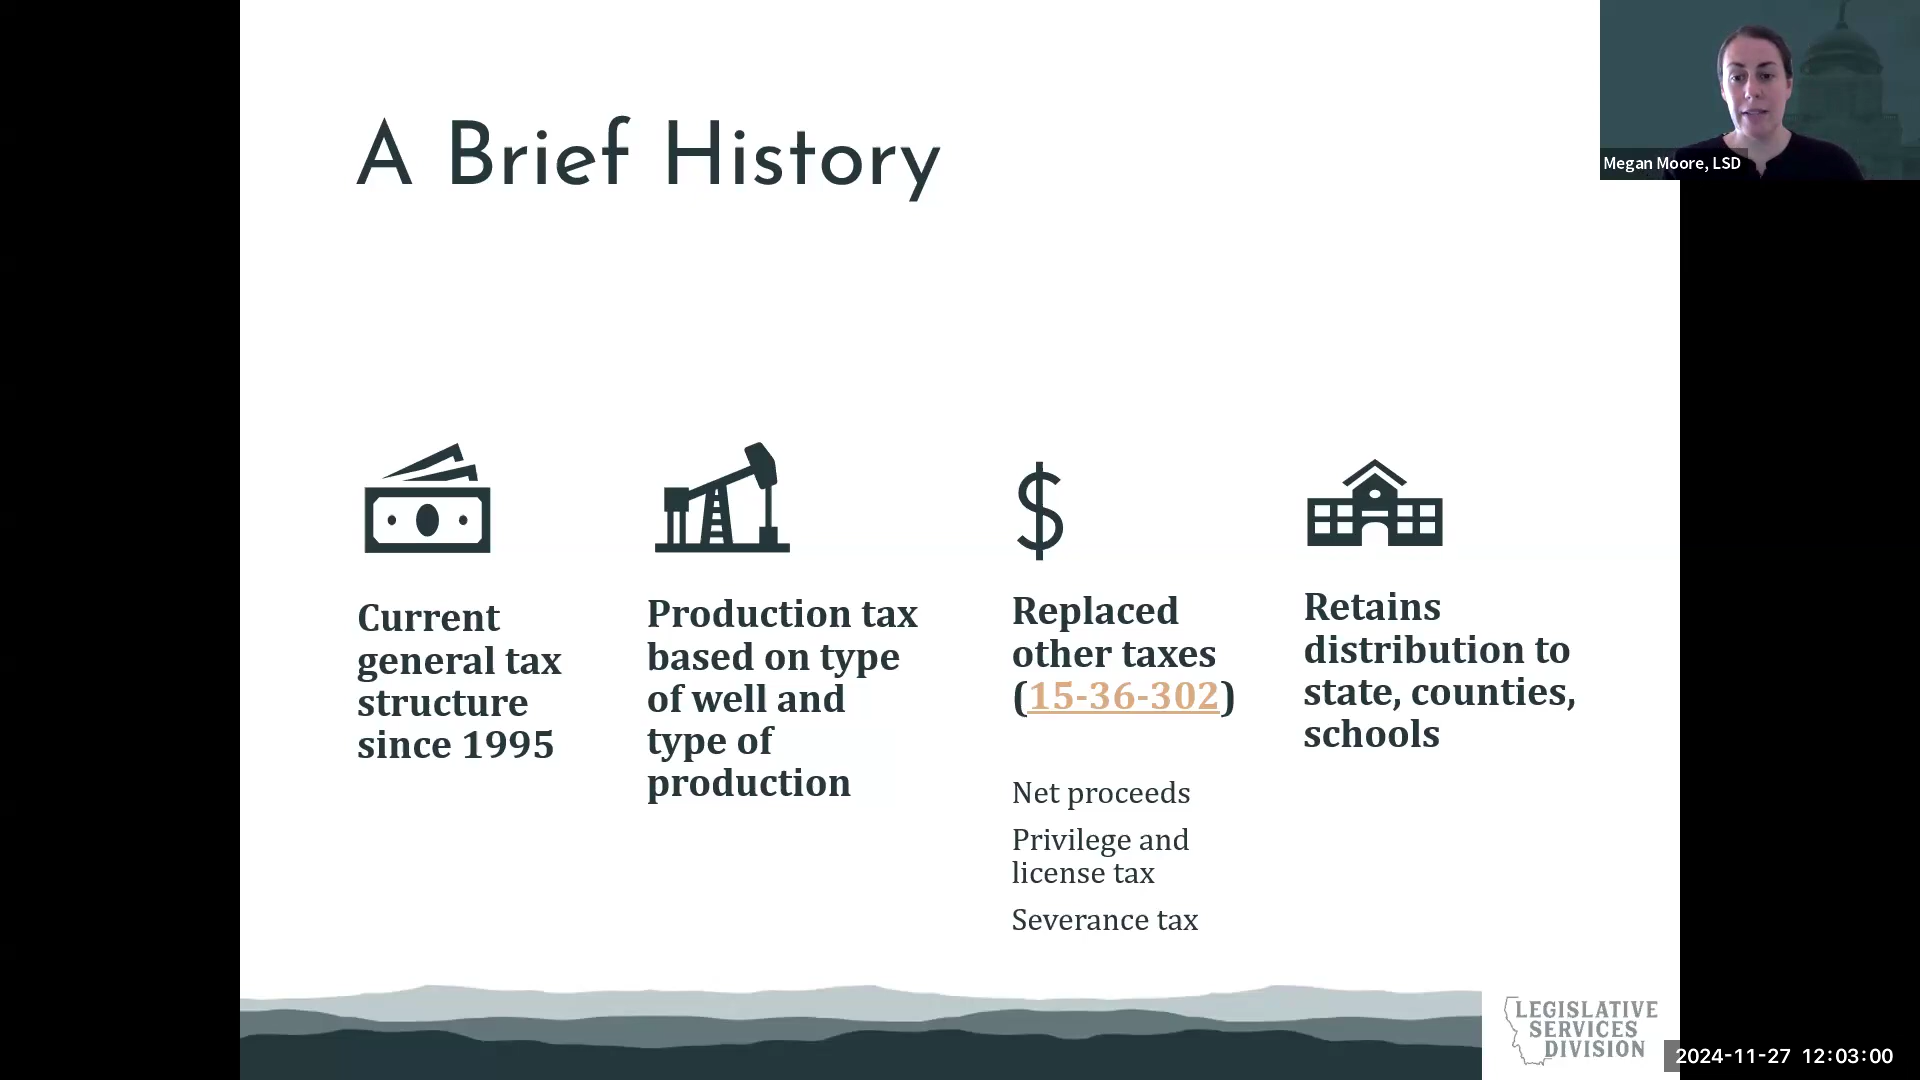 A Brief History
Megan Moore, LSD
Current
general tax
structure
since 1995
Production tax
based on type
of well and
type of
production
$
Replaced
other taxes
(15-36-302)
Net proceeds
Privilege and
license tax
Severance tax
Retains
distribution to
state, counties,
schools
LEGISLATIVE
SERVICES
DIVISION
2024-11-27 12:03:00